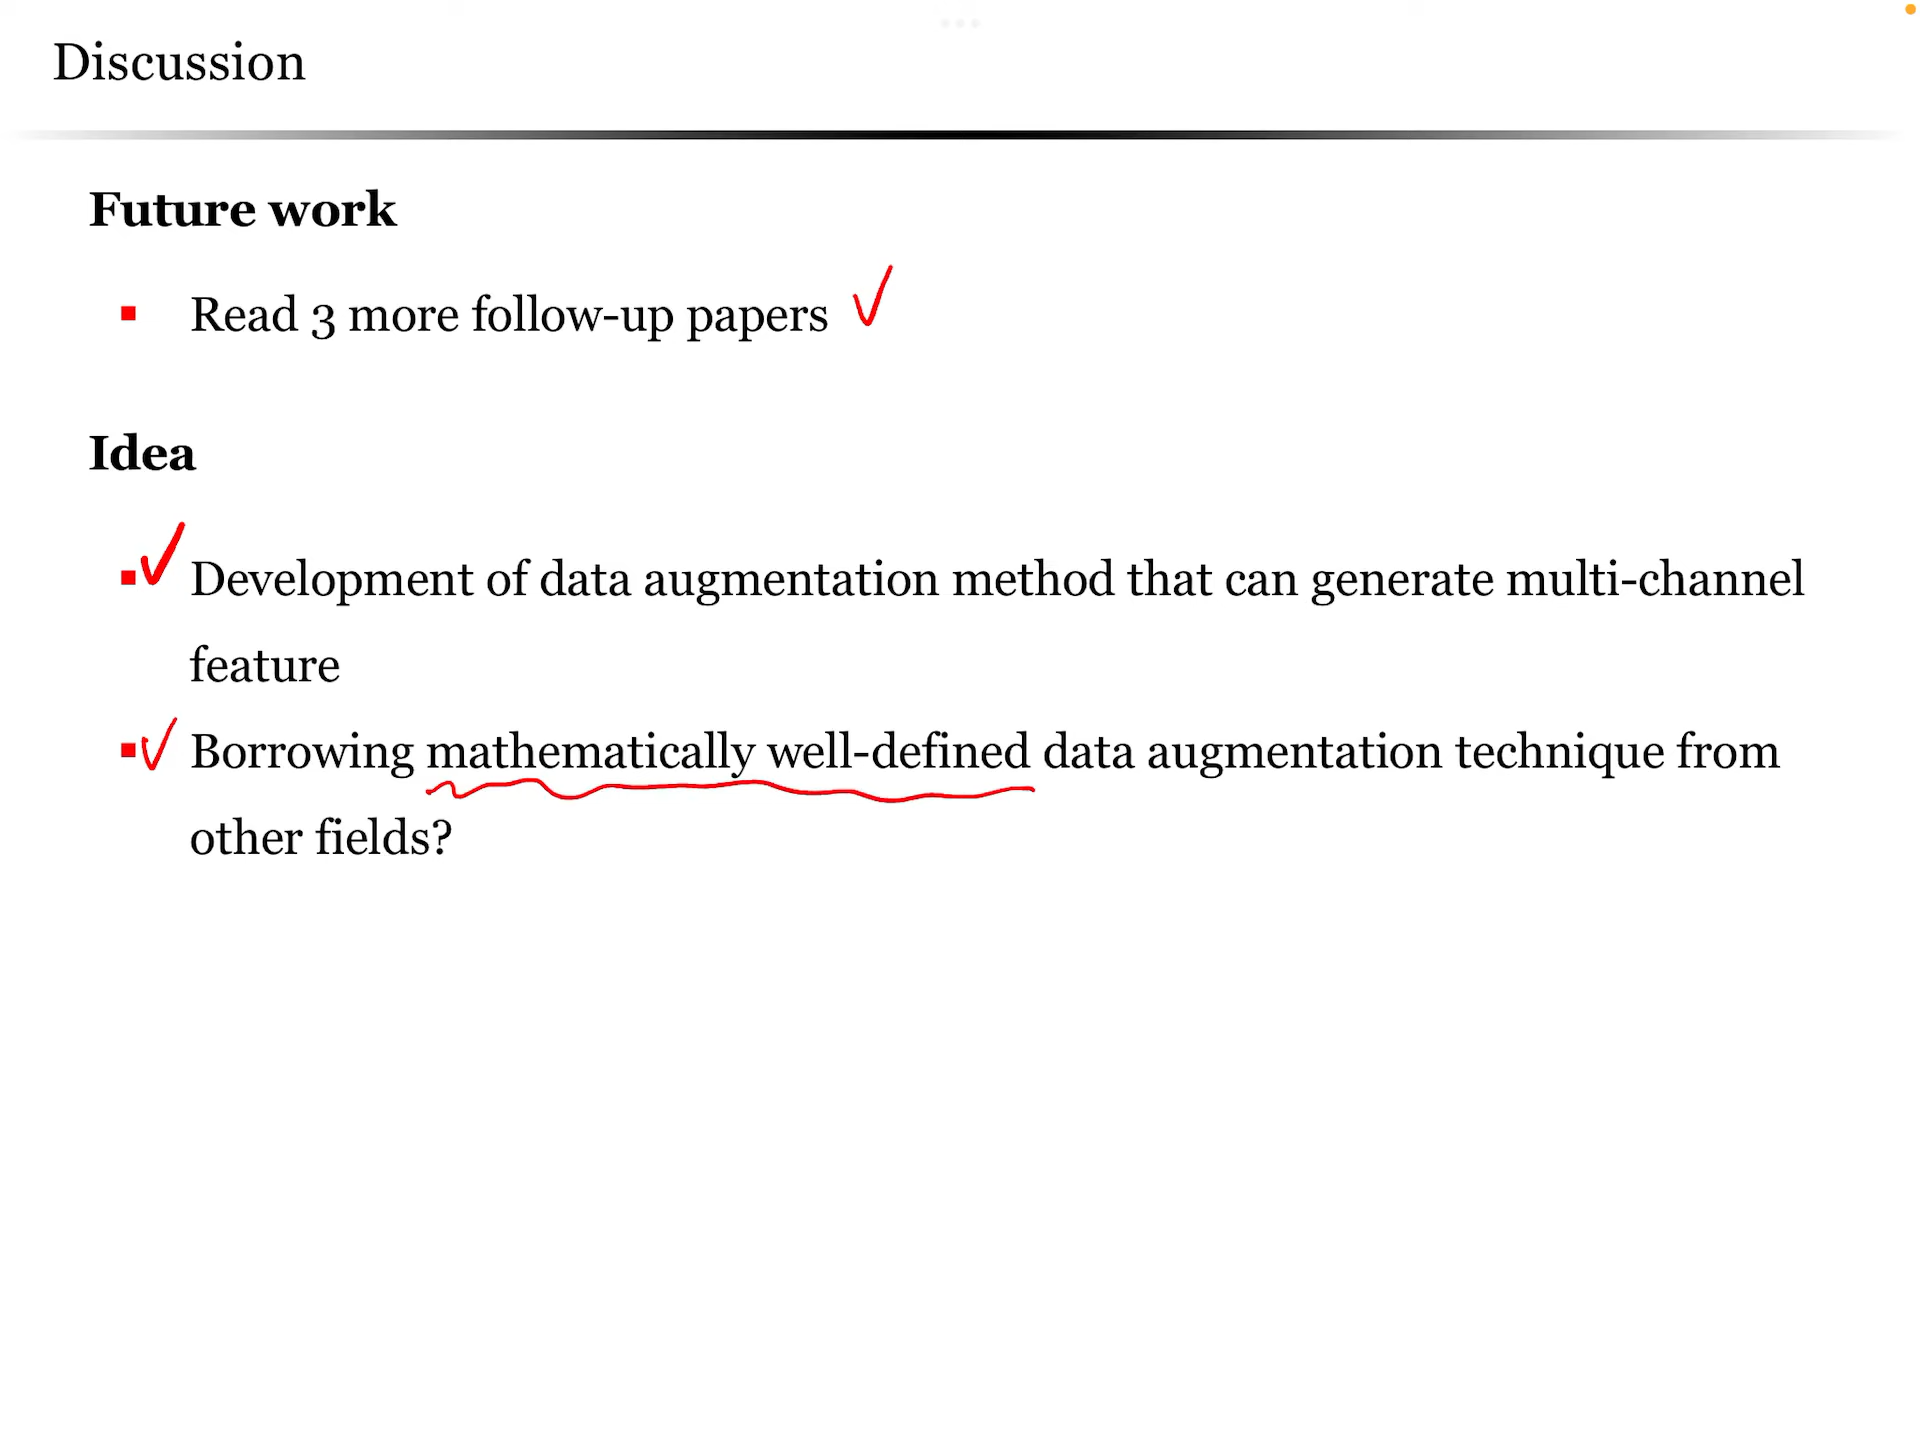 Discussion
Future work
▪ Read 3 more follow-up papers ✓
Idea
▪✓ Development of data augmentation method that can generate multi-channel
feature
▪✓ Borrowing mathematically well-defined data augmentation technique from
other fields?